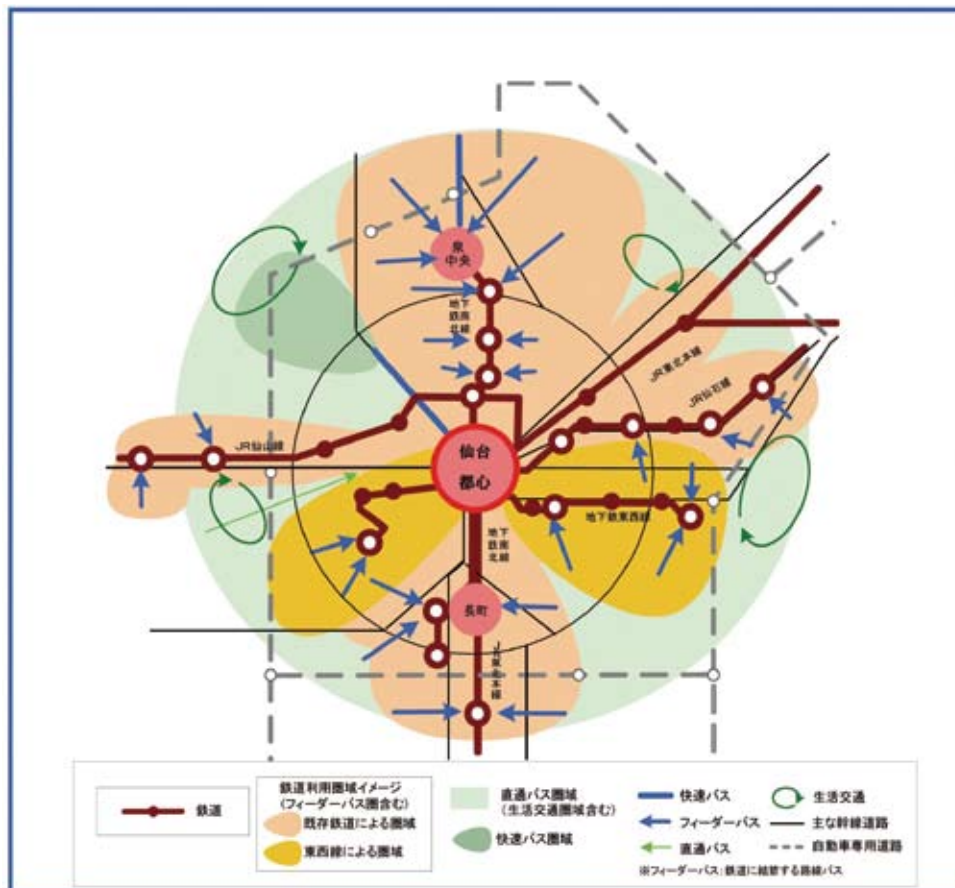 泉
中央
地下
鉄南
北線
JR東北本線
JR仙石線
JR仙山線
仙台
都心
地下鉄東西線
地下
鉄南
北線
長町
JR東北本線
鉄道
鉄道利用圏域イメージ
(フィーダーバス圏含む)
既存鉄道による圏域
東西線による圏域
直通バス圏域
(生活交通圏域含む)
快速バス圏域
快速バス
フィーダーバス
直通バス
生活交通
主な幹線道路
自動車専用道路
※フィーダーバス:鉄道に結節する路線バス